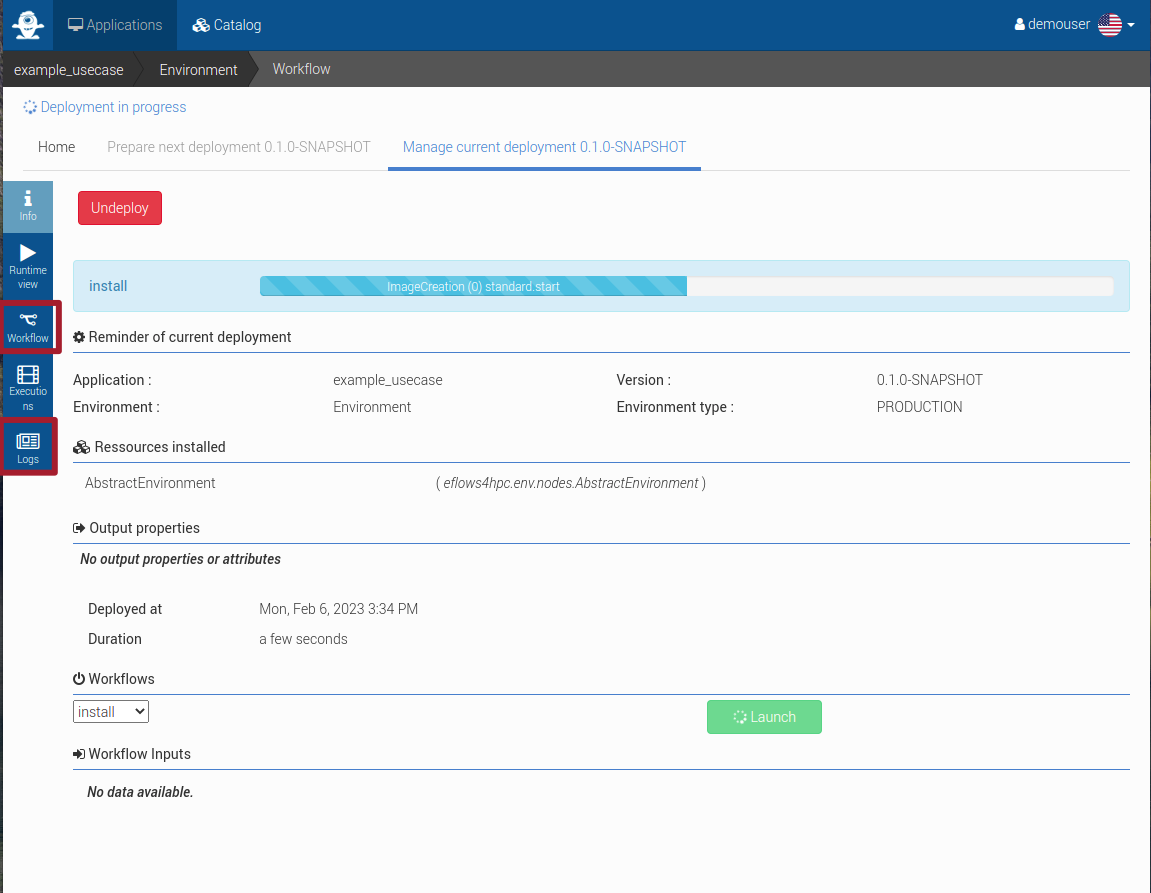 Applications Catalog demouser
example_usecase Environment Workflow
Deployment in progress
Home Prepare next deployment 0.1.0-SNAPSHOT Manage current deployment 0.1.0-SNAPSHOT
Info
Runtime
view
Workflow
Executio
ns
Logs
Undeploy
install ImageCreation (0) standard.start
Reminder of current deployment
Application : example_usecase Version : 0.1.0-SNAPSHOT
Environment : Environment Environment type : PRODUCTION
Ressources installed
AbstractEnvironment ( eflows4hpc.env.nodes.AbstractEnvironment )
Output properties
No output properties or attributes
Deployed at Mon, Feb 6, 2023 3:34 PM
Duration a few seconds
Workflows
install Launch
Workflow Inputs
No data available.